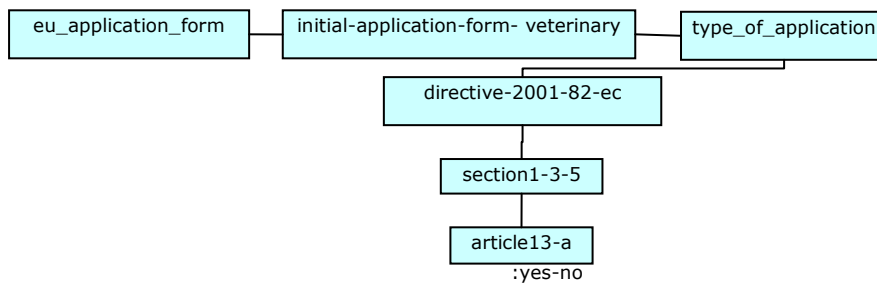 eu_application_form
initial-application-form- veterinary
type_of_application
directive-2001-82-ec
section1-3-5
article13-a
:yes-no